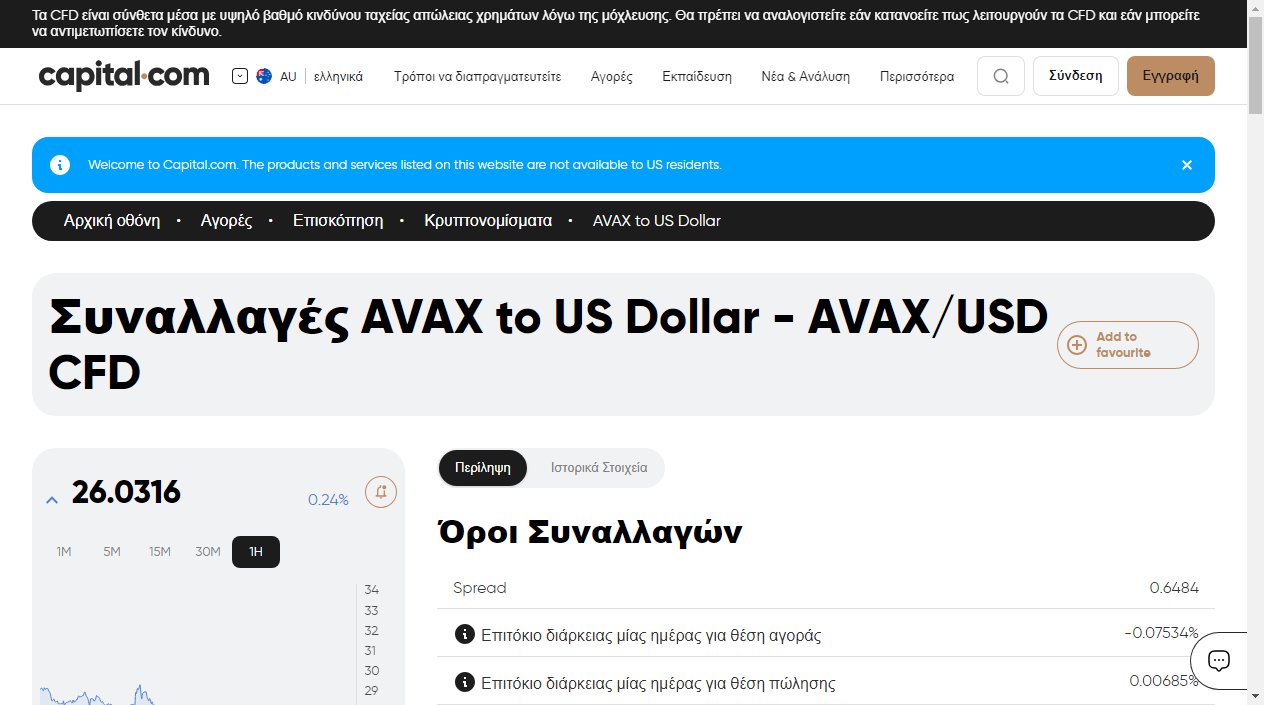 Τα CFD είναι σύνθετα μέσα με υψηλό βαθμό κινδύνου ταχείας απώλειας χρημάτων λόγω της μόχλευσης. Θα πρέπει να αναλογιστείτε εάν κατανοείτε πως λειτουργούν τα CFD και εάν μπορείτε
να αντιμετωπίσετε τον κίνδυνο.
capital.com AU ελληνικά Τρόποι να διαπραγματευτείτε Αγορές Εκπαίδευση Νέα & Ανάλυση Περισσότερα Σύνδεση Εγγραφή
Welcome to Capital.com. The products and services listed on this website are not available to US residents.
Αρχική οθόνη • Αγορές • Επισκόπηση • Κρυπτονομίσματα • AVAX to US Dollar
Συναλλαγές AVAX to US Dollar - AVAX/USD
CFD
Add to
favourite
26.0316 0.24%
1M 5M 15M 30M 1H
34
33
32
31
30
29
Περίληψη Ιστορικά Στοιχεία
Όροι Συναλλαγών
Spread 0.6484
Επιτόκιο διάρκειας μίας ημέρας για θέση αγοράς -0.07534%
Επιτόκιο διάρκειας μίας ημέρας για θέση πώλησης 0.00685%